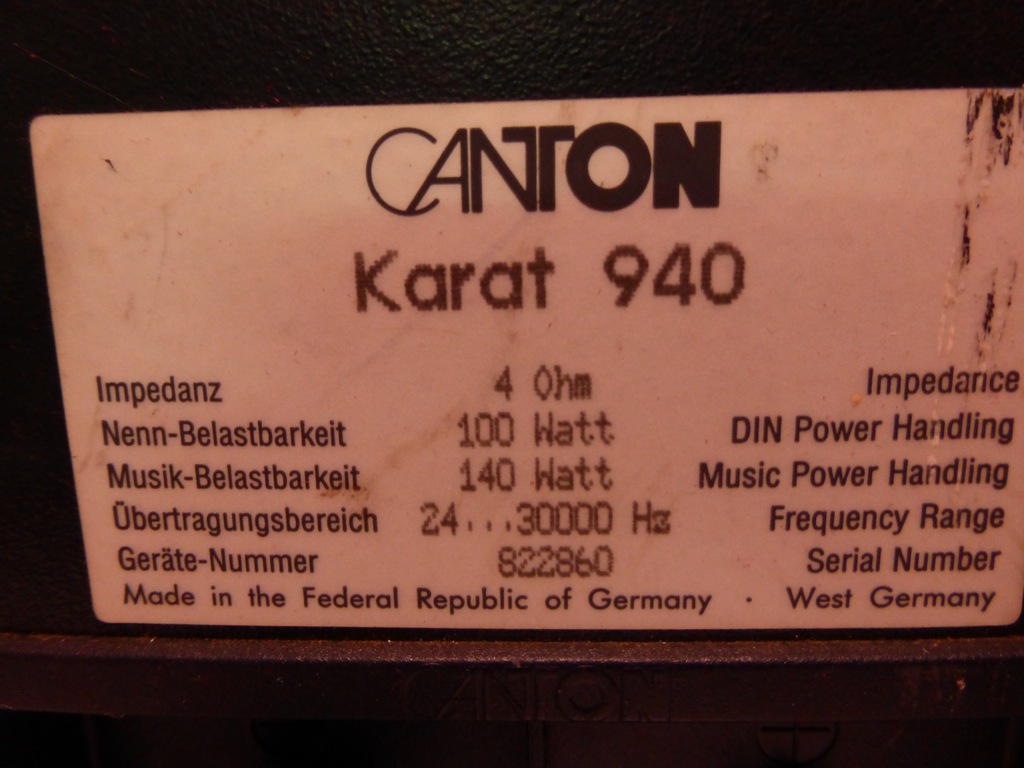 CANTON
Karat 940
Impedanz 4 Ohm Impedance
Nenn-Belastbarkeit 100 Watt DIN Power Handling
Musik-Belastbarkeit 140 Watt Music Power Handling
Übertragungsbereich 24...30000 Hz Frequency Range
Geräte-Nummer 822860 Serial Number
Made in the Federal Republic of Germany · West Germany
CANTON